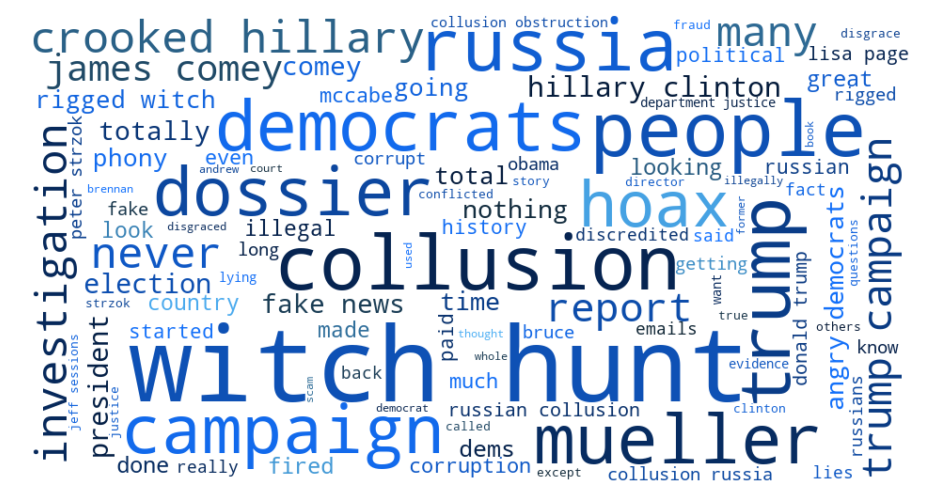 collusion obstruction
fraud
disgrace
crooked hillary
russia
many
political
lisa page
james comey
comey
going
hillary clinton
great
rigged
rigged witch
mccabe
department justice
totally
democrats
people
book
peter strzok
phony
even
andrew
court
corrupt
total
obama
looking
russian
brennan
dossier
story
conflicted
director
illegally
fact
fake
nothing
hoax
former
look
disgraced
illegal
history
discredited
said
investigation
never
long
collusion
used
getting
trump
democrats
questions
campaign
election
lying
want
strzok
country
fake news
time
report
true
donald trump
started
made
paid
thought
bruce
emails
others
know
president
jeff sessions
witch hunt
whole
evidence
angry
trump
back
scam
much
justice
campaign
democrat
russian collusion
clinton
russians
called
mueller
dems
done
really
fired
corruption
except
collusion russia
lies